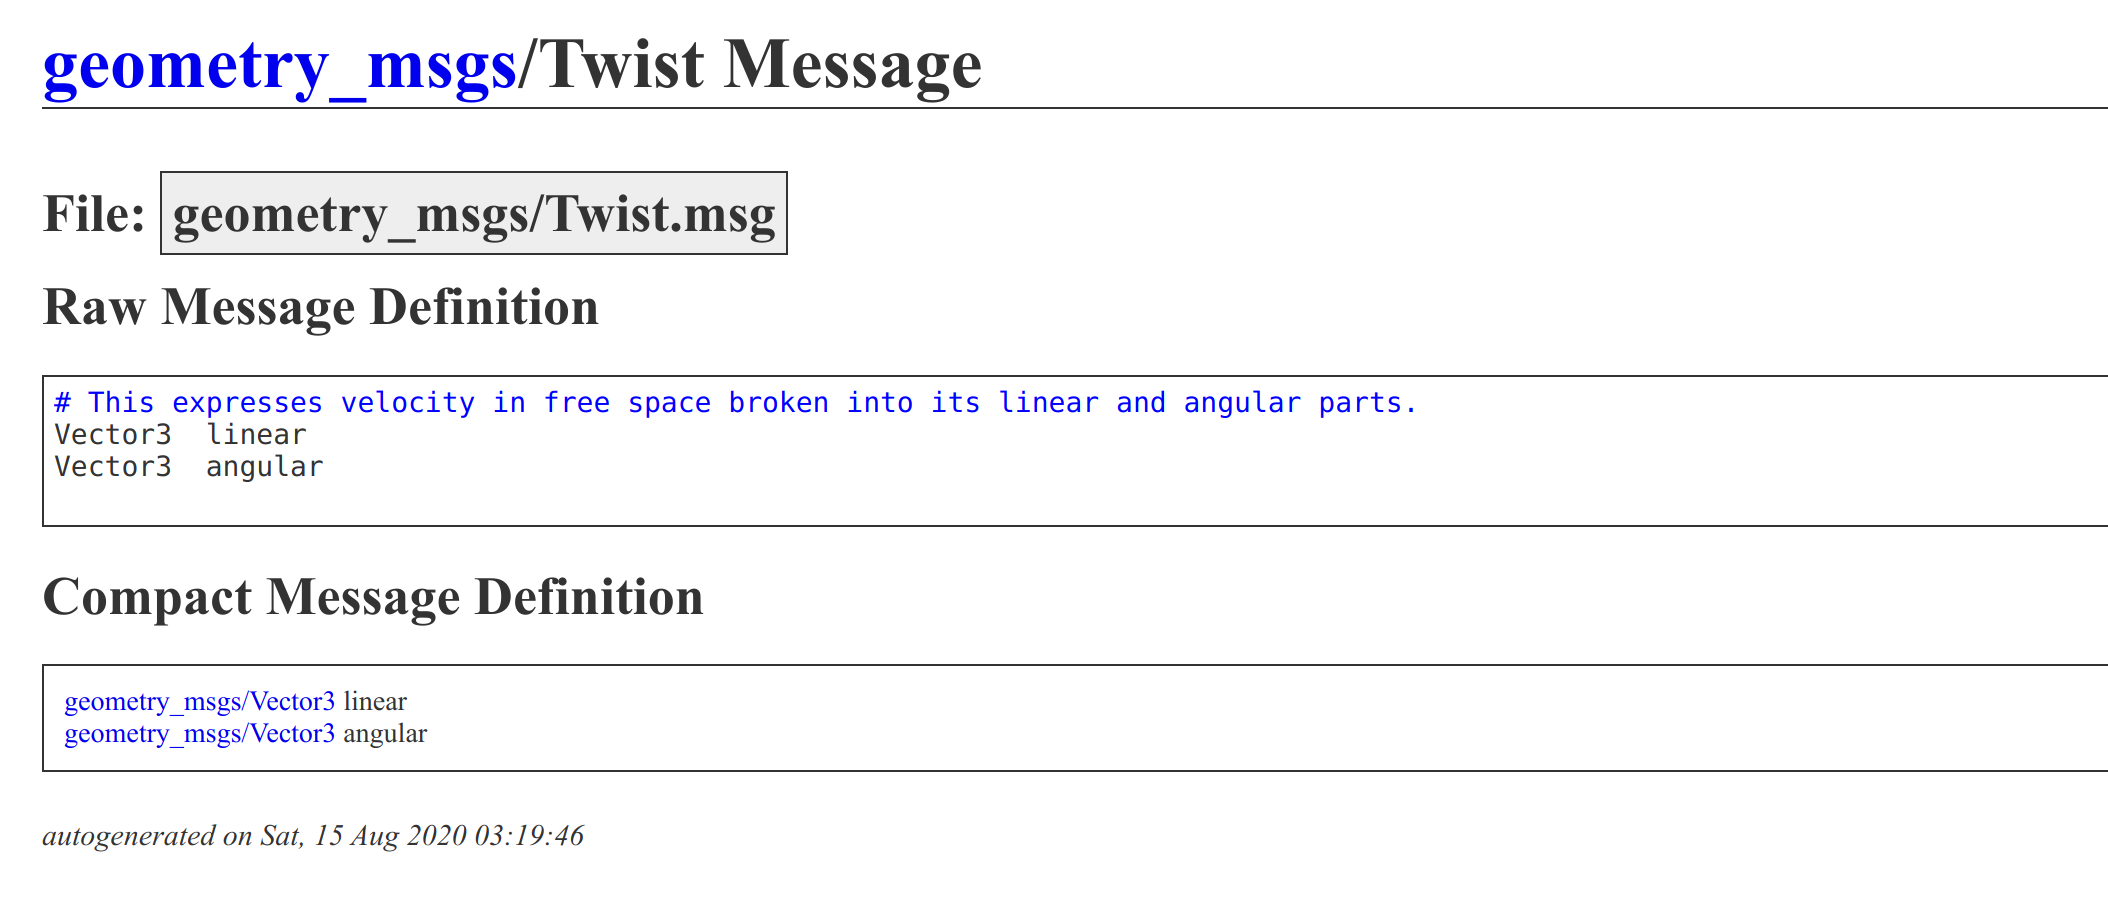 geometry_msgs/Twist Message
File: geometry_msgs/Twist.msg
Raw Message Definition
# This expresses velocity in free space broken into its linear and angular parts.
Vector3  linear
Vector3  angular
Compact Message Definition
geometry_msgs/Vector3 linear
geometry_msgs/Vector3 angular
autogenerated on Sat, 15 Aug 2020 03:19:46